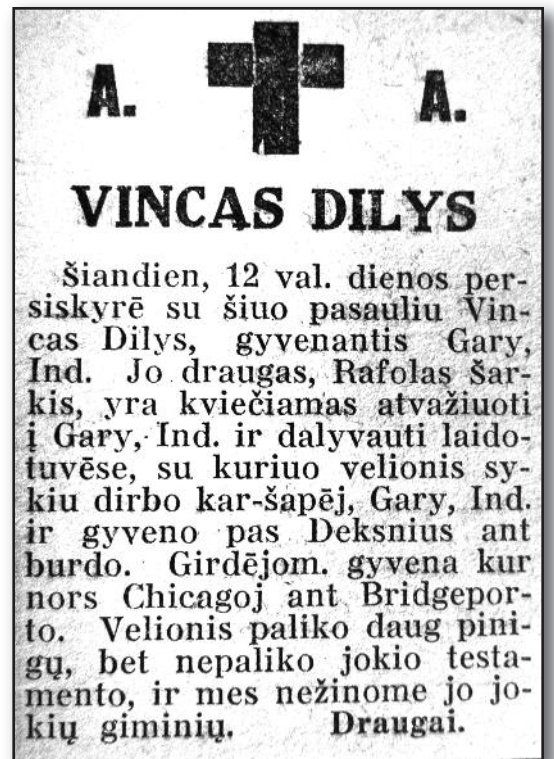 A. A.
VINCAS DILYS
Šiandien, 12 val. dienos per-
siskyrė su šiuo pasauliu Vin-
cas Dilys, gyvenantis Gary,
Ind. Jo draugas, Rafolas Šar-
kis, yra kviečiamas atvažiuoti
į Gary, Ind. ir dalyvauti laido-
tuvėse, su kuriuo velionis sy-
kiu dirbo kar-šapėj, Gary, Ind.
ir gyveno pas Deksnius ant
burdo. Girdėjom. gyvena kur
nors Chicagoj ant Bridgepor-
to. Velionis paliko daug pini-
gų, bet nepaliko jokio testa-
mento, ir mes nežinome jo jo-
kių giminių. Draugai.